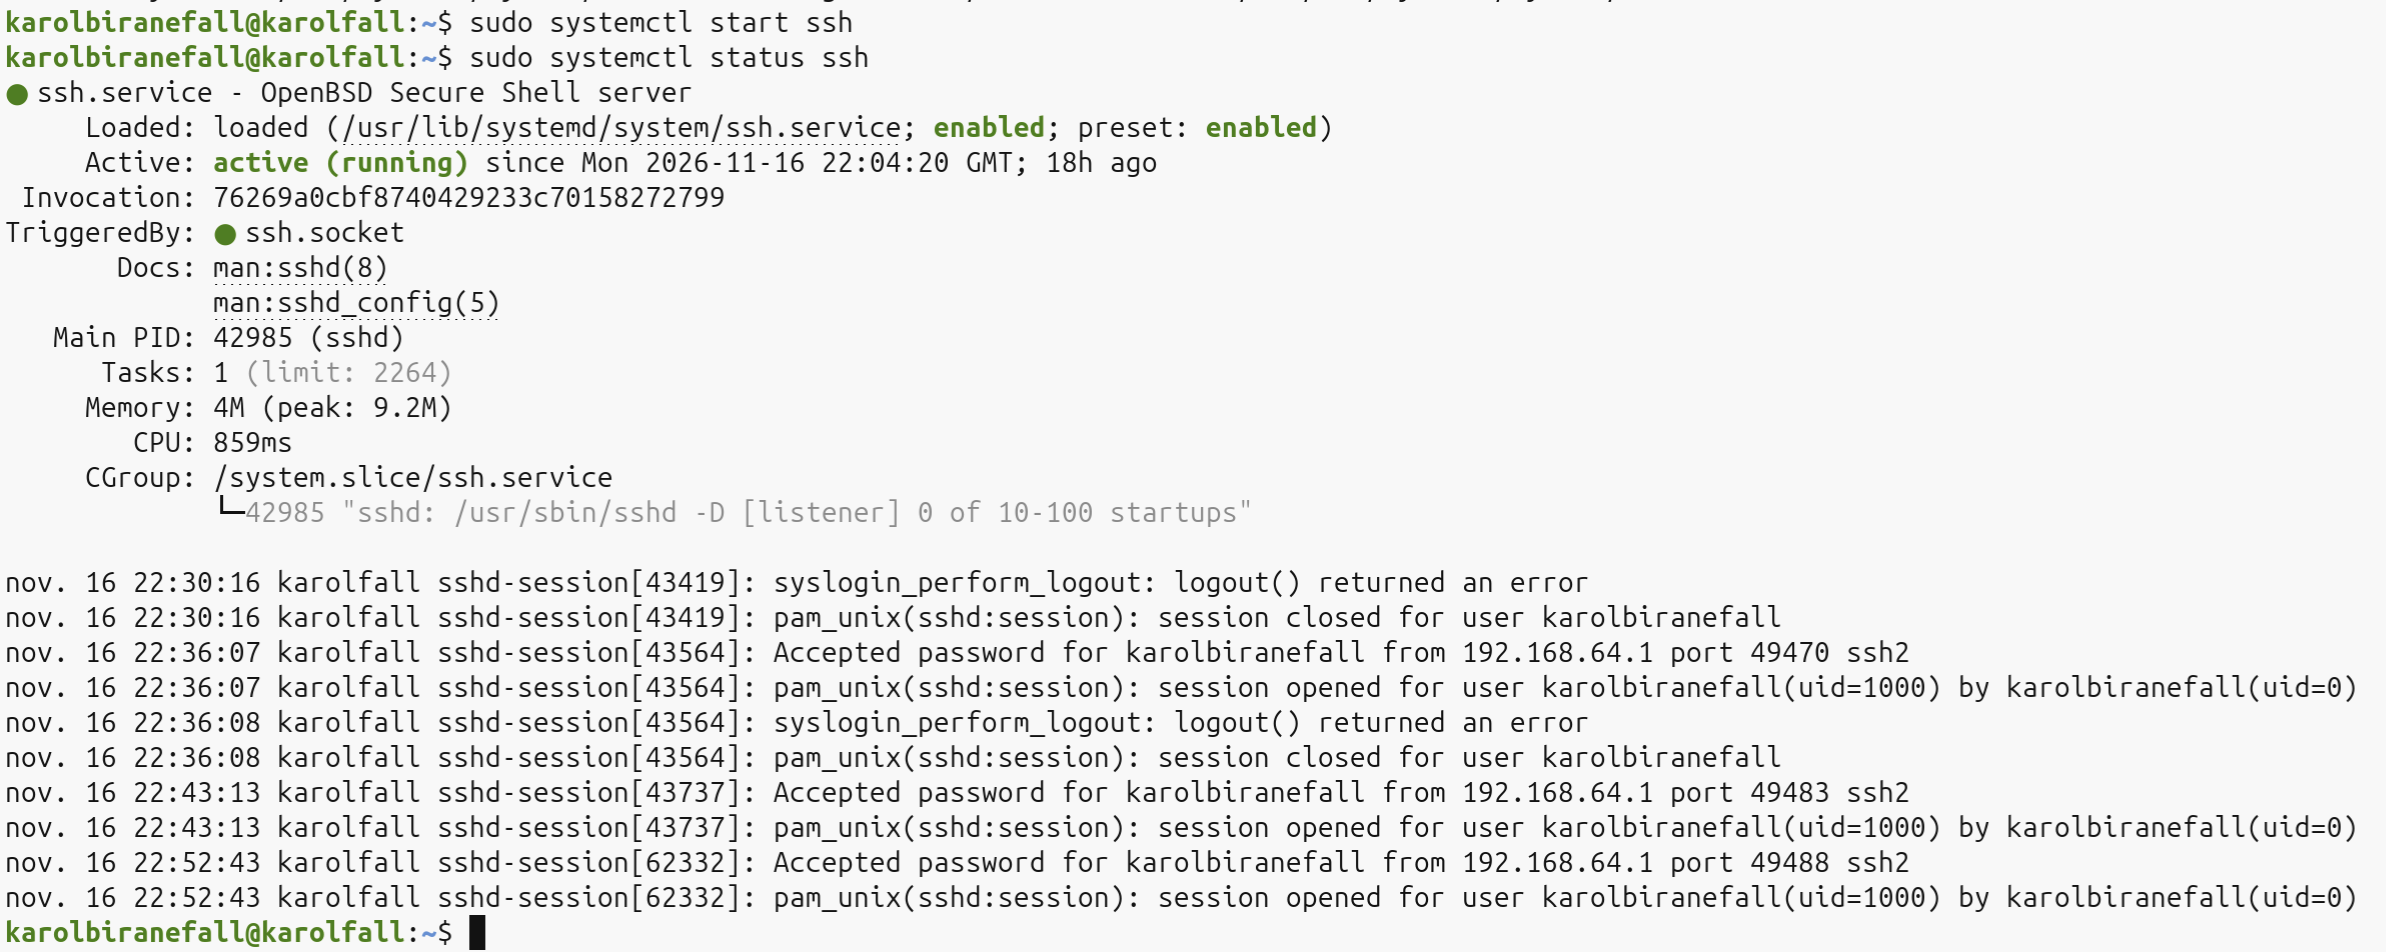 karolbiranefall@karolfall:~$ sudo systemctl start ssh
karolbiranefall@karolfall:~$ sudo systemctl status ssh
● ssh.service - OpenBSD Secure Shell server
     Loaded: loaded (/usr/lib/systemd/system/ssh.service; enabled; preset: enabled)
     Active: active (running) since Mon 2026-11-16 22:04:20 GMT; 18h ago
 Invocation: 76269a0cbf8740429233c70158272799
TriggeredBy: ● ssh.socket
       Docs: man:sshd(8)
             man:sshd_config(5)
   Main PID: 42985 (sshd)
      Tasks: 1 (limit: 2264)
     Memory: 4M (peak: 9.2M)
        CPU: 859ms
     CGroup: /system.slice/ssh.service
             └─42985 "sshd: /usr/sbin/sshd -D [listener] 0 of 10-100 startups"
nov. 16 22:30:16 karolfall sshd-session[43419]: syslogin_perform_logout: logout() returned an error
nov. 16 22:30:16 karolfall sshd-session[43419]: pam_unix(sshd:session): session closed for user karolbiranefall
nov. 16 22:36:07 karolfall sshd-session[43564]: Accepted password for karolbiranefall from 192.168.64.1 port 49470 ssh2
nov. 16 22:36:07 karolfall sshd-session[43564]: pam_unix(sshd:session): session opened for user karolbiranefall(uid=1000) by karolbiranefall(uid=0)
nov. 16 22:36:08 karolfall sshd-session[43564]: syslogin_perform_logout: logout() returned an error
nov. 16 22:36:08 karolfall sshd-session[43564]: pam_unix(sshd:session): session closed for user karolbiranefall
nov. 16 22:43:13 karolfall sshd-session[43737]: Accepted password for karolbiranefall from 192.168.64.1 port 49483 ssh2
nov. 16 22:43:13 karolfall sshd-session[43737]: pam_unix(sshd:session): session opened for user karolbiranefall(uid=1000) by karolbiranefall(uid=0)
nov. 16 22:52:43 karolfall sshd-session[62332]: Accepted password for karolbiranefall from 192.168.64.1 port 49488 ssh2
nov. 16 22:52:43 karolfall sshd-session[62332]: pam_unix(sshd:session): session opened for user karolbiranefall(uid=1000) by karolbiranefall(uid=0)
karolbiranefall@karolfall:~$